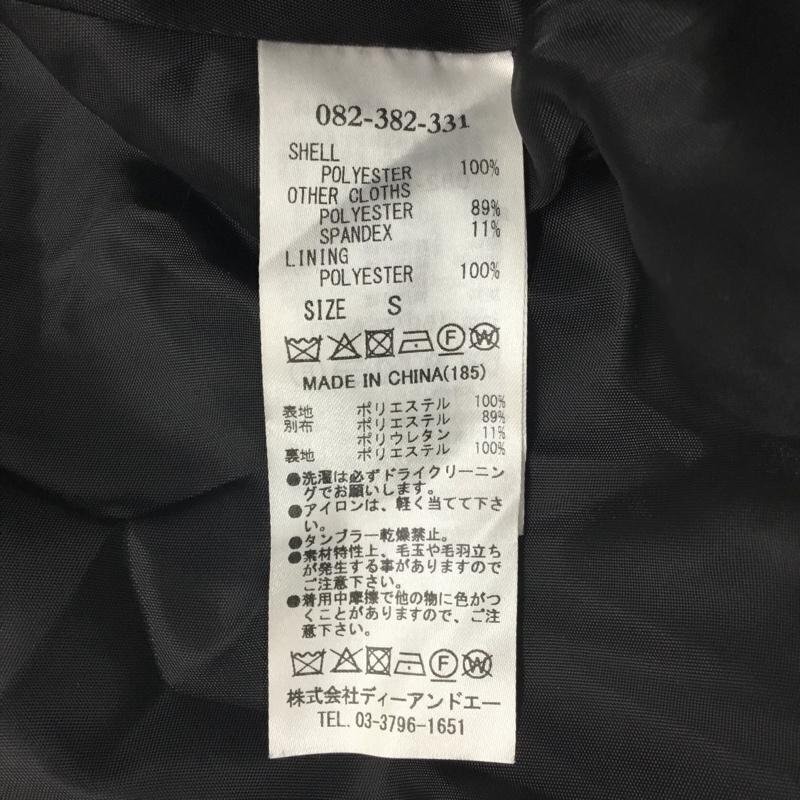 082-382-331
SHELL
POLYESTER 100%
OTHER CLOTHS
POLYESTER 89%
SPANDEX 11%
LINING
POLYESTER 100%
SIZE S
F W
MADE IN CHINA(185)
表地 ポリエステル 100%
別布 ポリエステル 89%
ポリウレタン 11%
裏地 ポリエステル 100%
●洗濯は必ずドライクリーニン
グでお願いします。
●アイロンは、軽く当てて下さ
い。
●タンブラー乾燥禁止。
●素材特性上、毛玉や毛羽立ち
が発生する事がありますので
ご注意下さい。
●着用中摩擦で他の物に色がつ
くことがありますので、ご注
意下さい。
F W
株式会社ディーアンドエー
TEL. 03-3796-1651